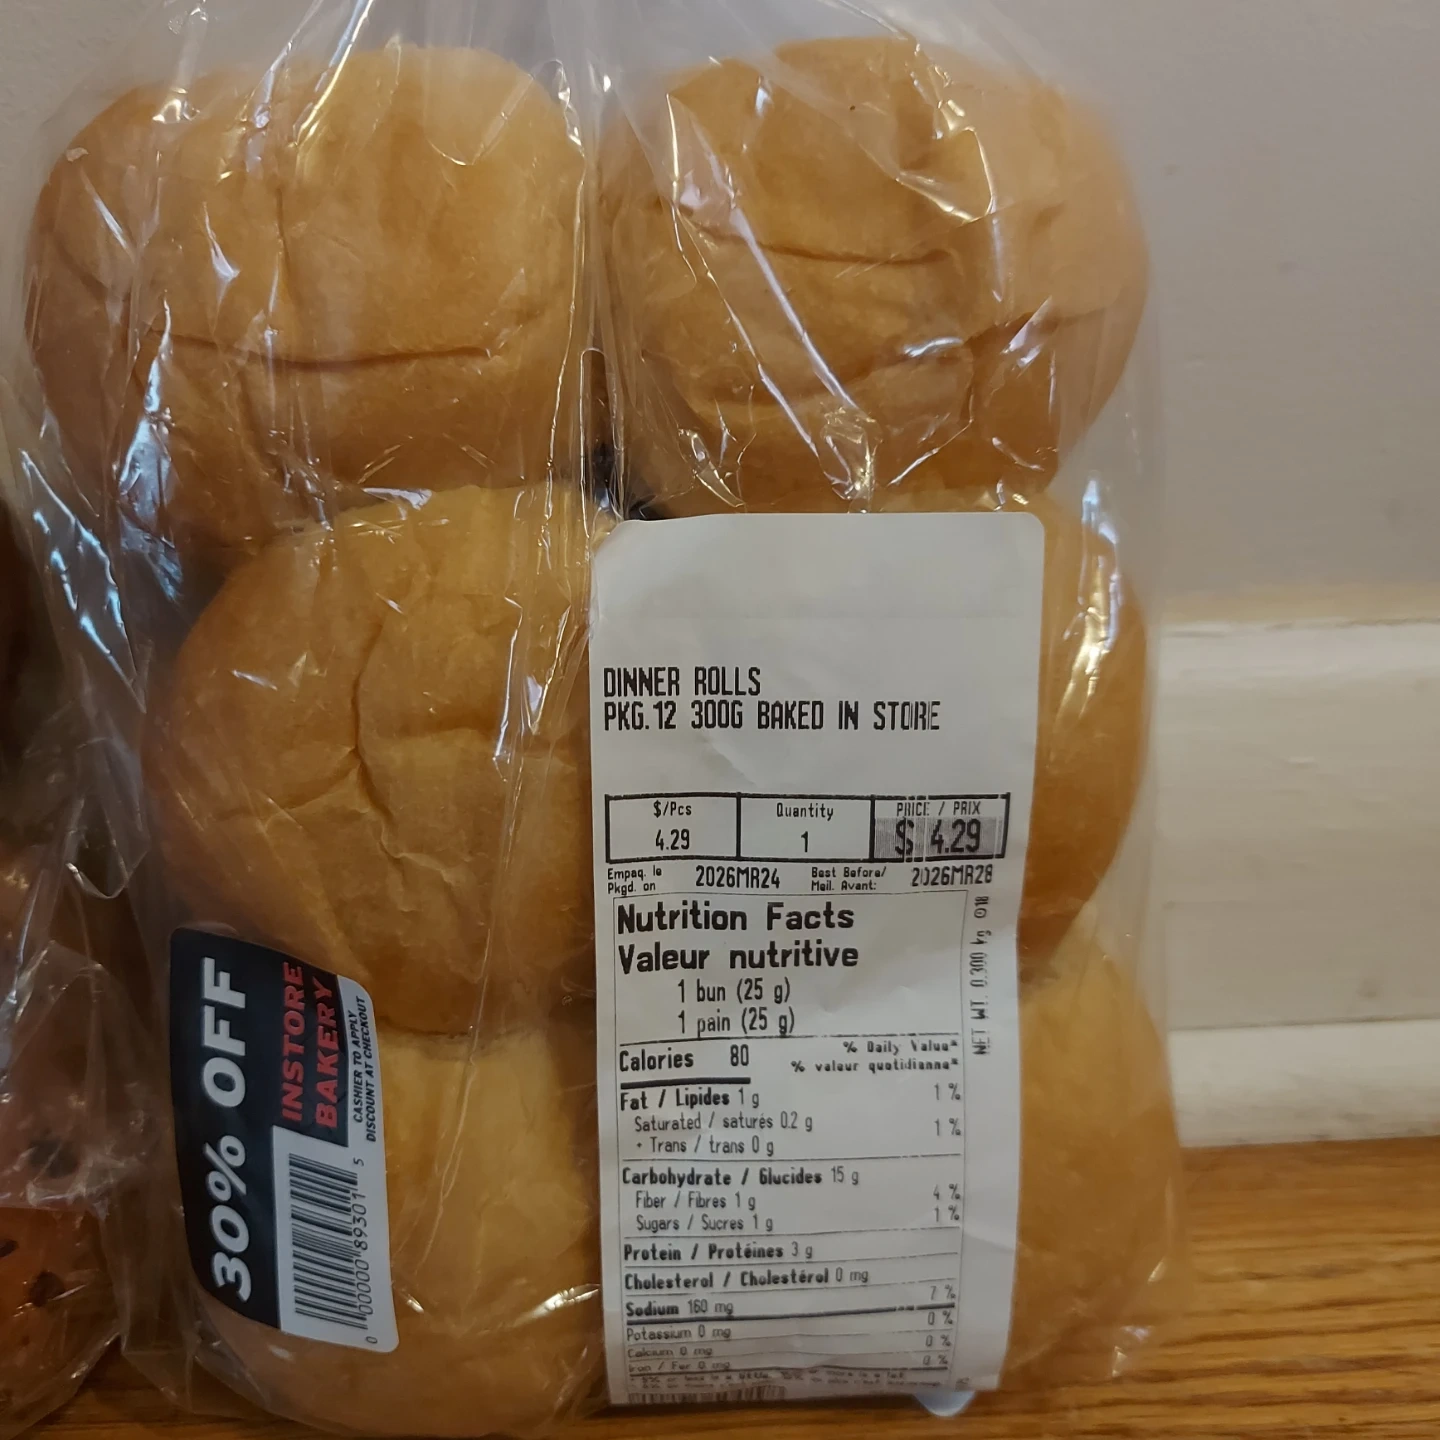 DINNER ROLLS
PKG.12 300G BAKED IN STORE
$/Pcs Quantity PRICE / PRIX
4.29 1 $ 4.29
Empaq. le 2026MR24 Best Before/ 2026MR28
Pkgd. on Meil. Avant:
Nutrition Facts
Valeur nutritive
1 bun (25 g)
1 pain (25 g)
Calories 80
% Daily Value*
% valeur quotidienne*
Fat / Lipides 1 g 1 %
Saturated / saturés 0.2 g 1 %
+ Trans / trans 0 g
Carbohydrate / Glucides 15 g
Fiber / Fibres 1 g 4 %
Sugars / Sucres 1 g 1 %
Protein / Protéines 3 g
Cholesterol / Cholestérol 0 mg
Sodium 160 mg 7 %
Potassium 0 mg 0 %
Calcium 0 mg 0 %
Iron / Fer 0 mg 0 %
NET WT. 0.300 kg
30% OFF
INSTORE
BAKERY
CASHIER TO APPLY
DISCOUNT AT CHECKOUT
0 00000 89301 5